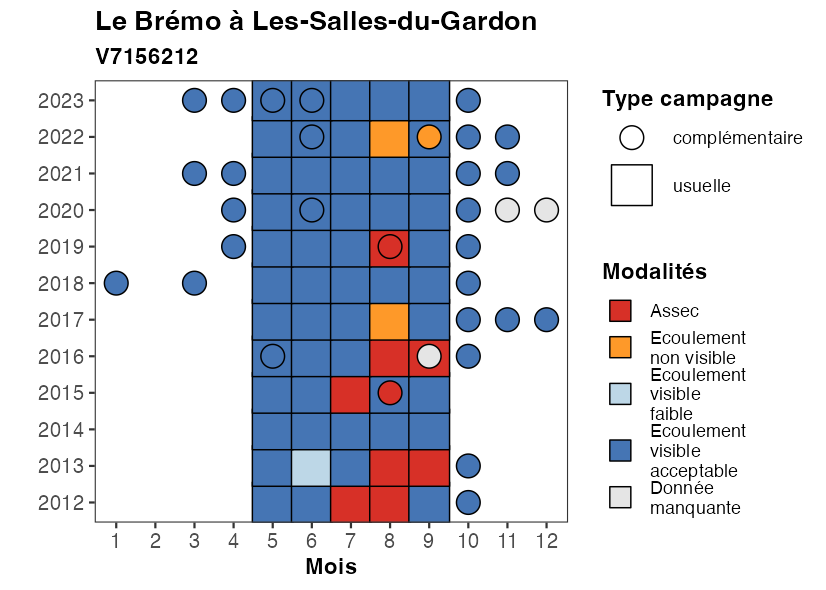 Le Brémo à Les-Salles-du-Gardon
V7156212
2023
2022
2021
2020
2019
2018
2017
2016
2015
2014
2013
2012
1 2 3 4 5 6 7 8 9 10 11 12
Mois
Type campagne
complémentaire
usuelle
Modalités
Assec
Ecoulement
non visible
Ecoulement
visible
faible
Ecoulement
visible
acceptable
Donnée
manquante